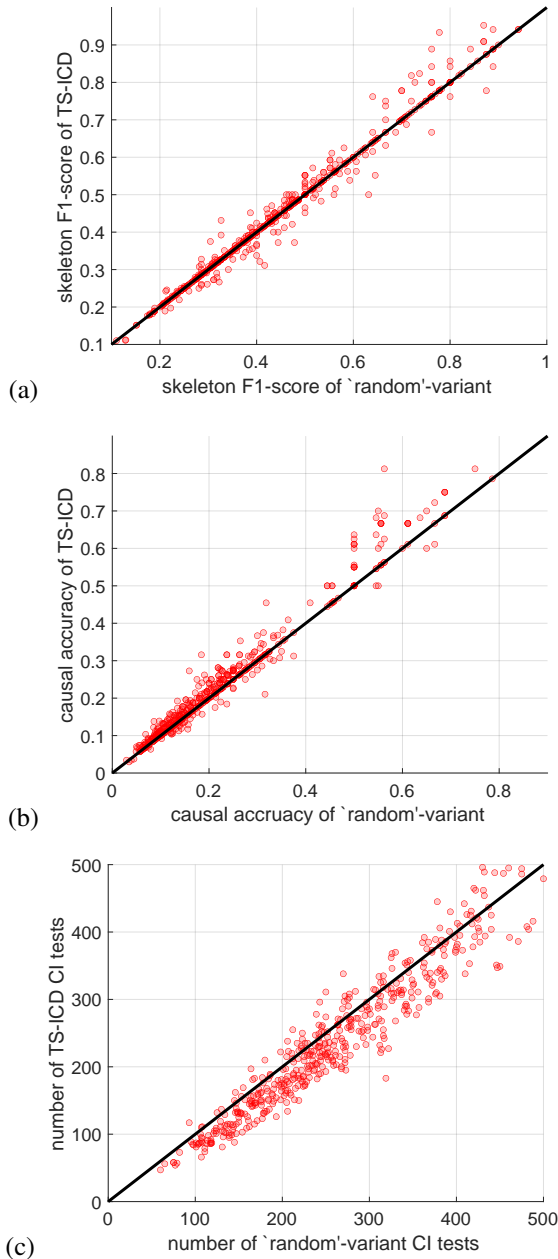 0.9
0.8
0.7
0.6
0.5
0.4
0.3
0.2
0.1
skeleton F1-score of TS-ICD
0.2 0.4 0.6 0.8 1
(a) skeleton F1-score of `random'-variant
0.8
0.7
0.6
0.5
0.4
0.3
0.2
0.1
0
causal accuracy of TS-ICD
0 0.2 0.4 0.6 0.8
(b) causal accruacy of `random'-variant
500
400
300
200
100
0
number of TS-ICD CI tests
0 100 200 300 400 500
(c) number of `random'-variant CI tests